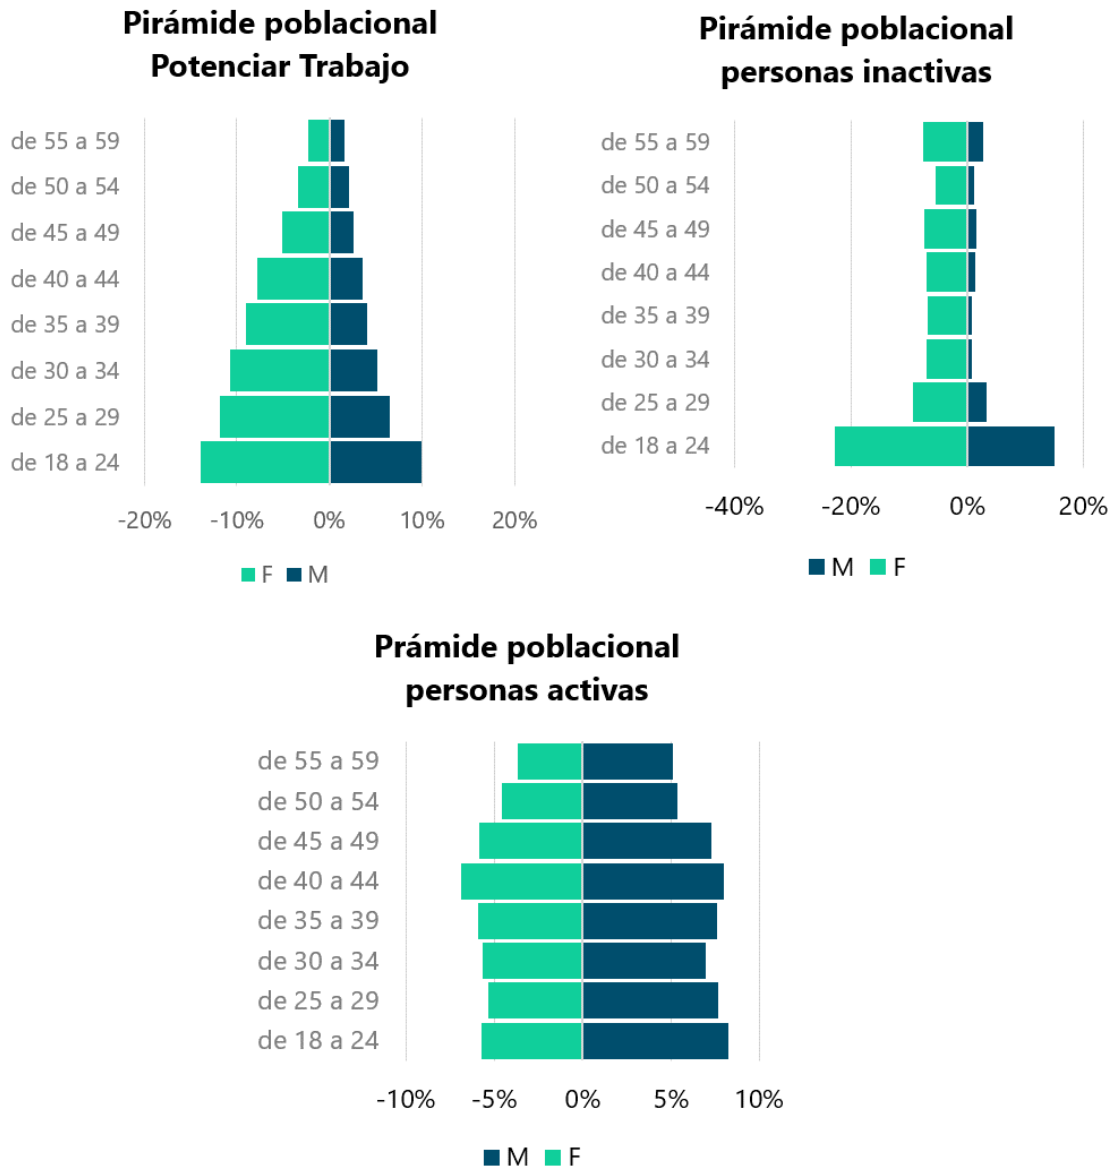 Pirámide poblacional
Potenciar Trabajo
de 55 a 59
de 50 a 54
de 45 a 49
de 40 a 44
de 35 a 39
de 30 a 34
de 25 a 29
de 18 a 24
-20% -10% 0% 10% 20%
F M
Pirámide poblacional
personas inactivas
de 55 a 59
de 50 a 54
de 45 a 49
de 40 a 44
de 35 a 39
de 30 a 34
de 25 a 29
de 18 a 24
-40% -20% 0% 20%
M F
Prámide poblacional
personas activas
de 55 a 59
de 50 a 54
de 45 a 49
de 40 a 44
de 35 a 39
de 30 a 34
de 25 a 29
de 18 a 24
-10% -5% 0% 5% 10%
M F